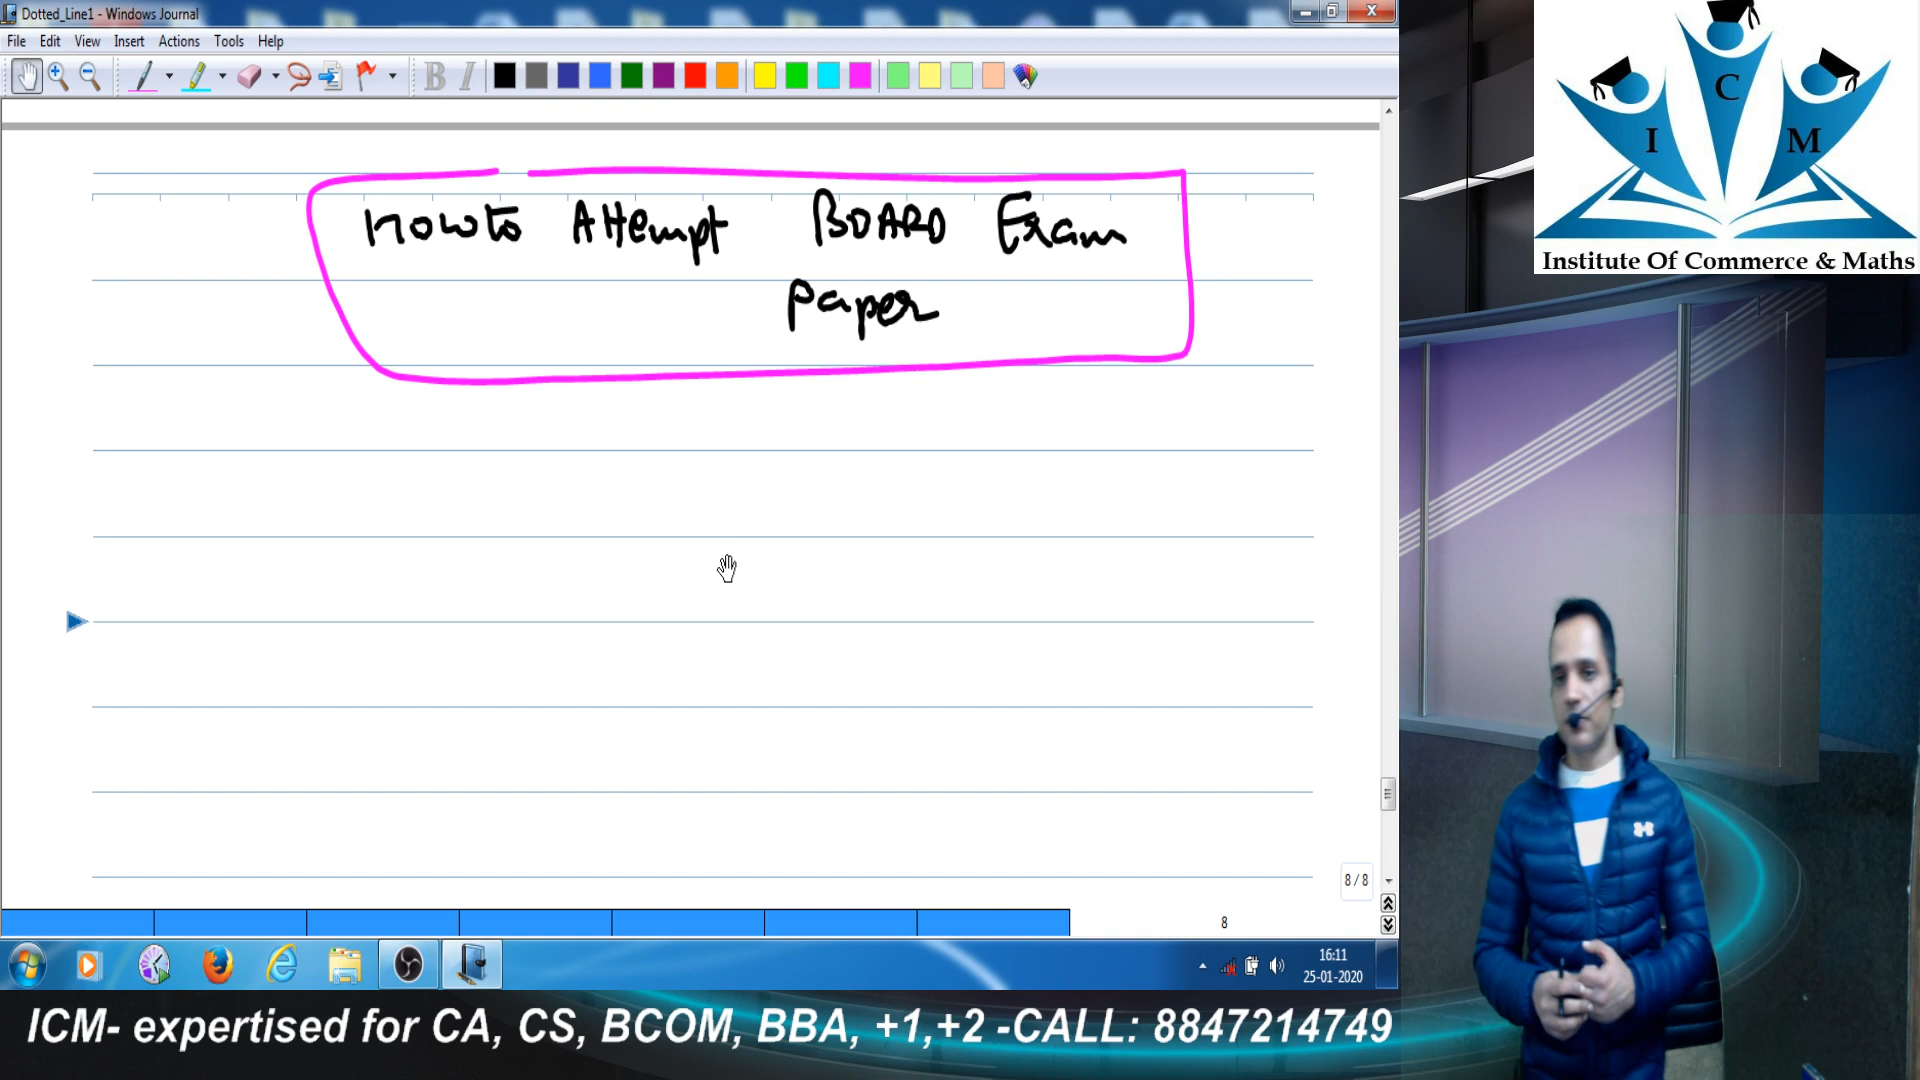 Dotted_Line1 - Windows Journal
File Edit View Insert Actions Tools Help
B I
How to Attempt BOARD Exam
Paper
8 / 8
8
16:11
25-01-2020
I C M
Institute Of Commerce & Maths
ICM- expertised for CA, CS, BCOM, BBA, +1,+2 -CALL: 8847214749